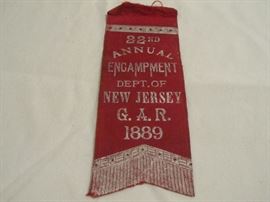 22ND
ANNUAL
ENCAMPMENT
DEPT. OF
NEW JERSEY
G. A. R.
1889